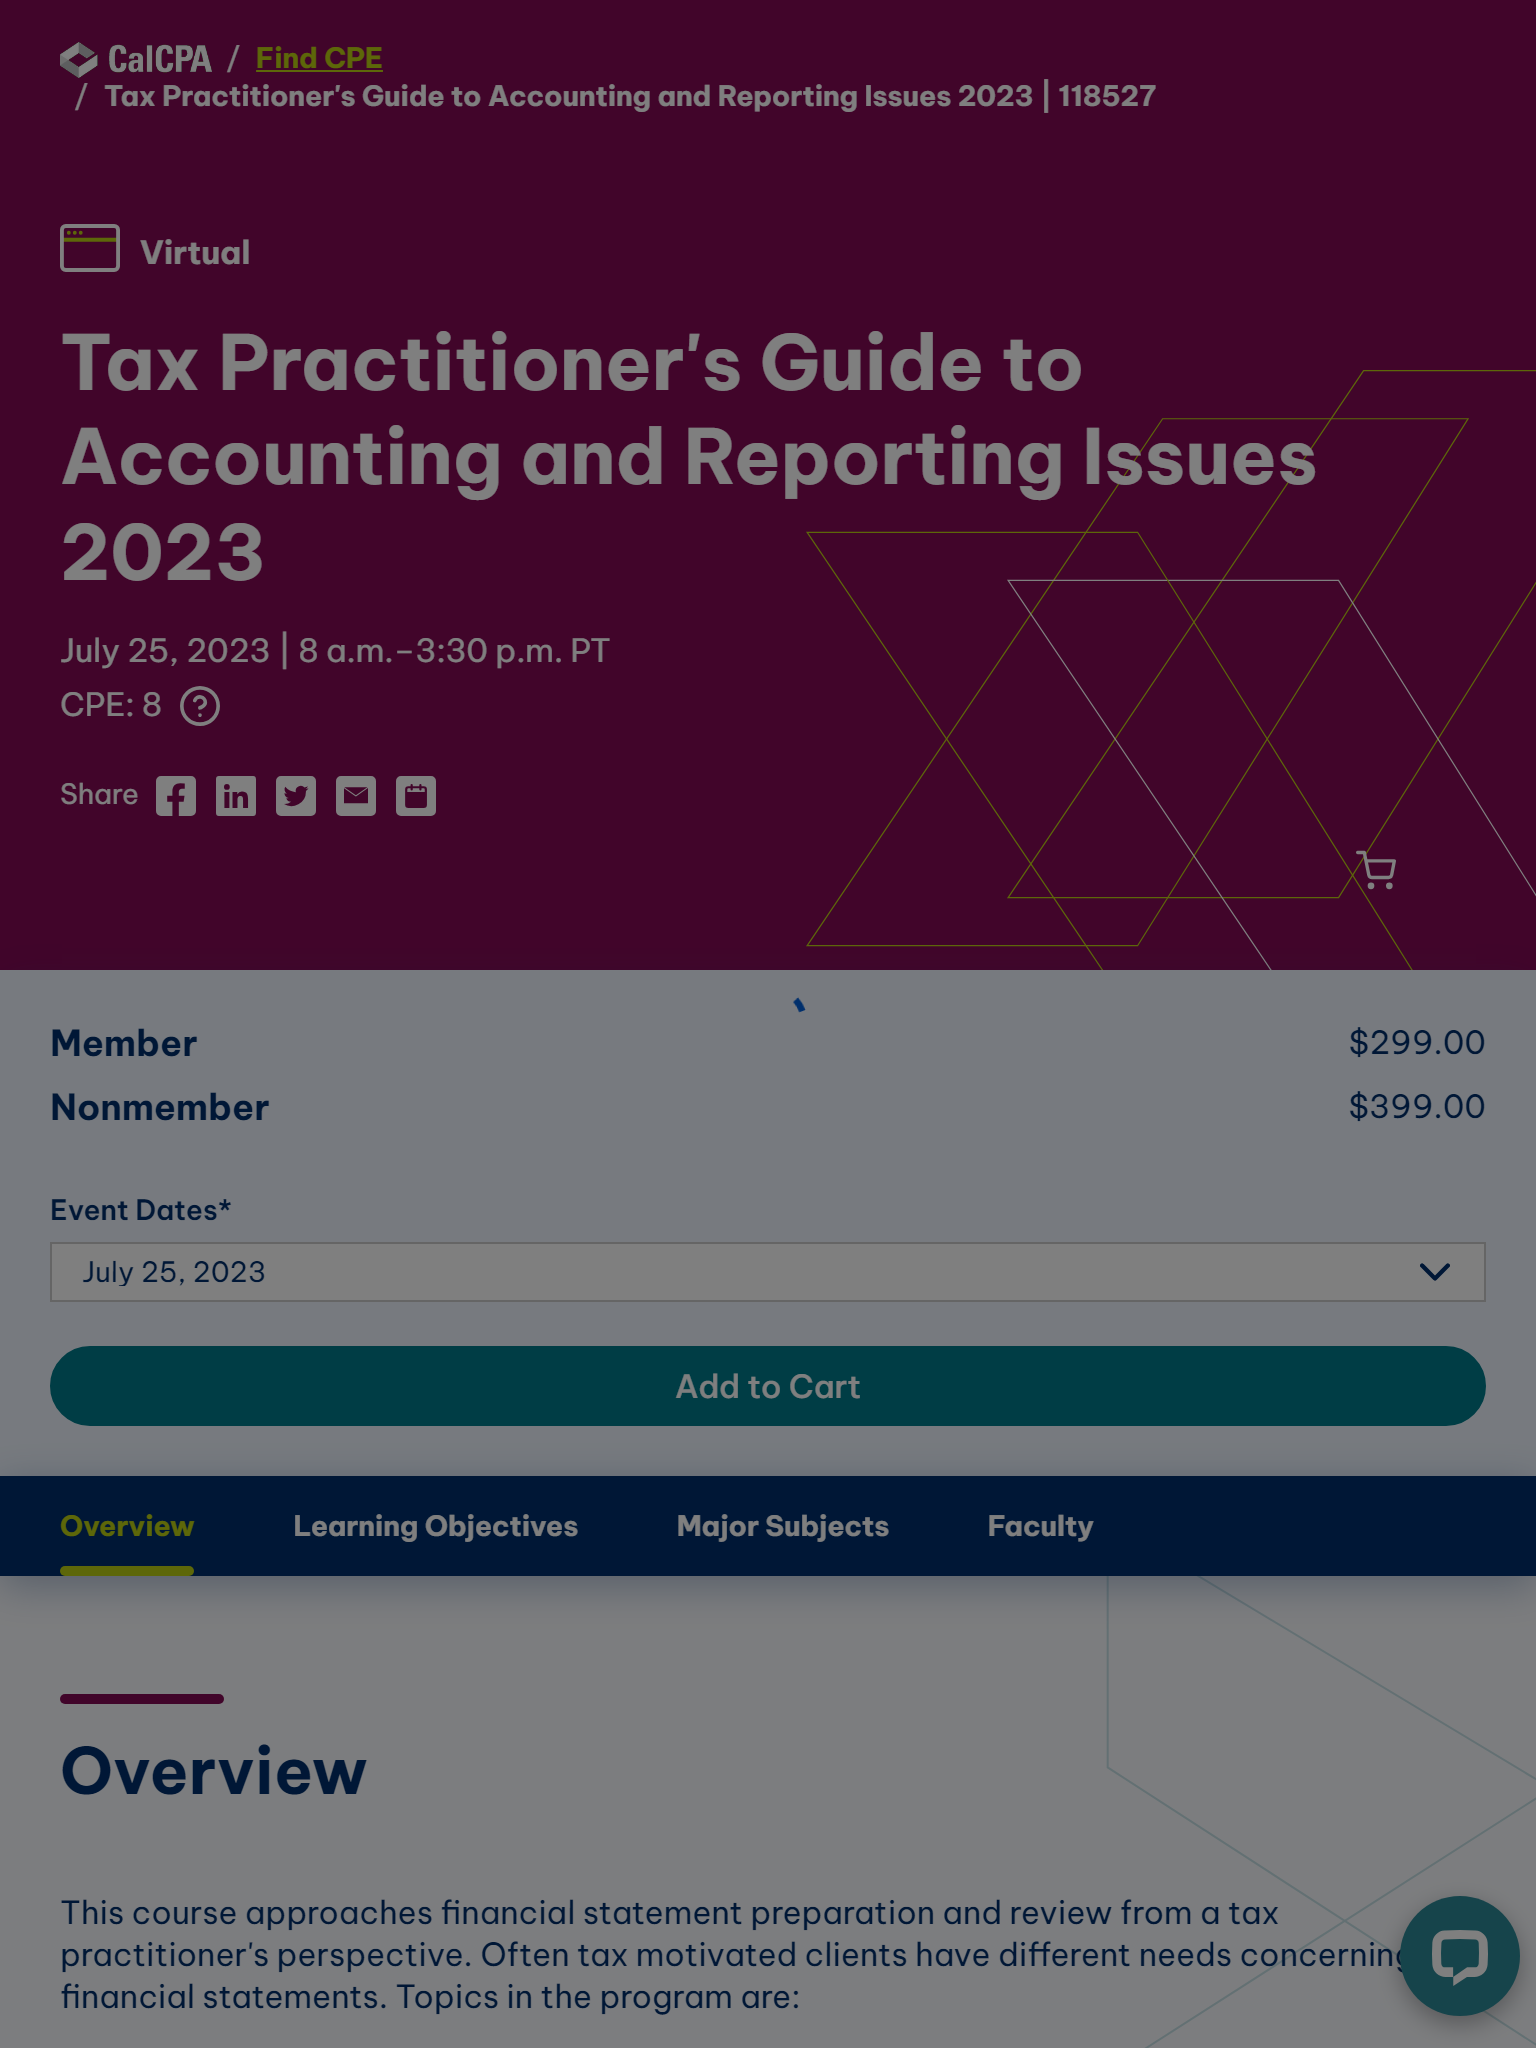 CalCPA / Find CPE
/ Tax Practitioner's Guide to Accounting and Reporting Issues 2023 | 118527
Virtual
Tax Practitioner's Guide to
Accounting and Reporting Issues
2023
July 25, 2023 | 8 a.m.–3:30 p.m. PT
CPE: 8 ?
Share
Member $299.00
Nonmember $399.00
Event Dates*
July 25, 2023
Add to Cart
Overview Learning Objectives Major Subjects Faculty
Overview
This course approaches financial statement preparation and review from a tax
practitioner's perspective. Often tax motivated clients have different needs concerning
financial statements. Topics in the program are: